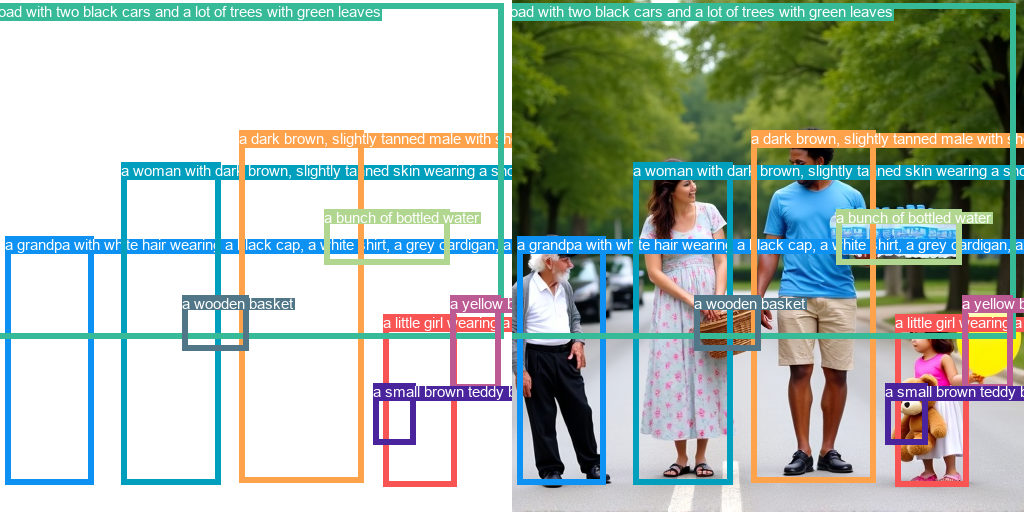 oad with two black cars and a lot of trees with green leaves
a dark brown, slightly tanned male with
a woman with dark brown, slightly tanned skin wearing a
a bunch of bottled water
a grandpa with white hair wearing a black cap, a white shirt, a grey cardigan,
a wooden basket
a yellow
a little girl wearing a
a small brown teddy
oad with two black cars and a lot of trees with green leaves
a dark brown, slightly tanned male with
a woman with dark brown, slightly tanned skin wearing a
a bunch of bottled water
a grandpa with white hair wearing a black cap, a white shirt, a grey cardigan,
a wooden basket
a yellow
a little girl wearing a
a small brown teddy